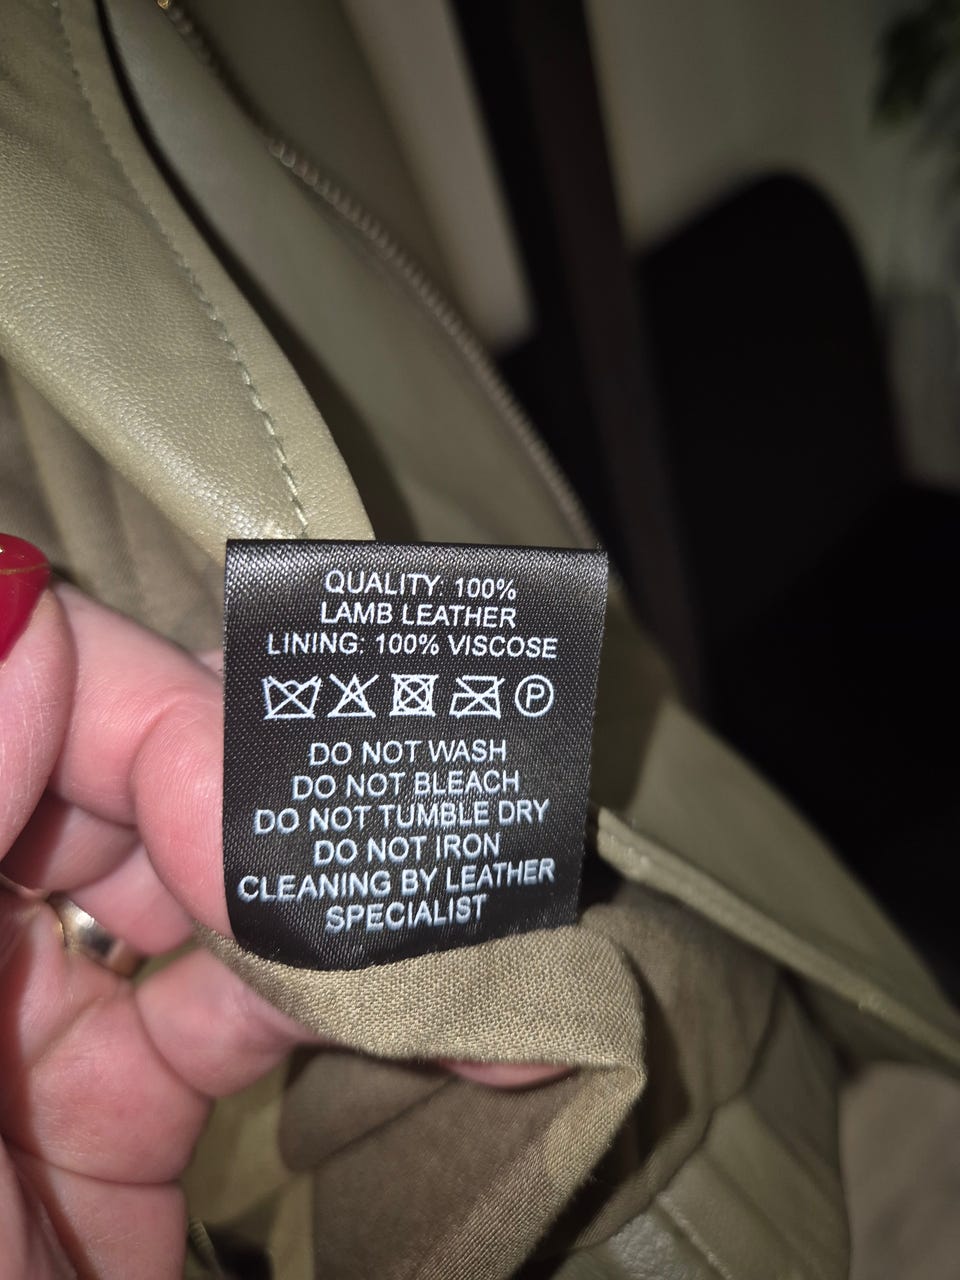 QUALITY: 100%
LAMB LEATHER
LINING: 100% VISCOSE
P
DO NOT WASH
DO NOT BLEACH
DO NOT TUMBLE DRY
DO NOT IRON
CLEANING BY LEATHER
SPECIALIST